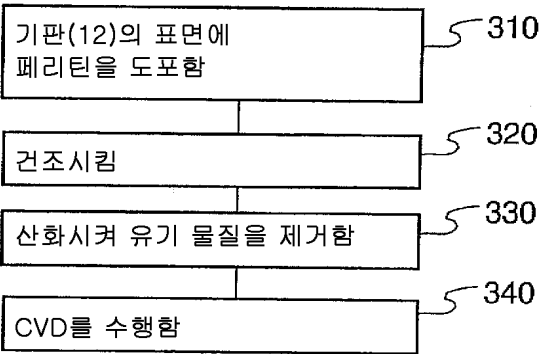 기판(12)의 표면에
페리틴을 도포함
310
건조시킴
320
산화시켜 유기 물질을 제거함
330
CVD를 수행함
340